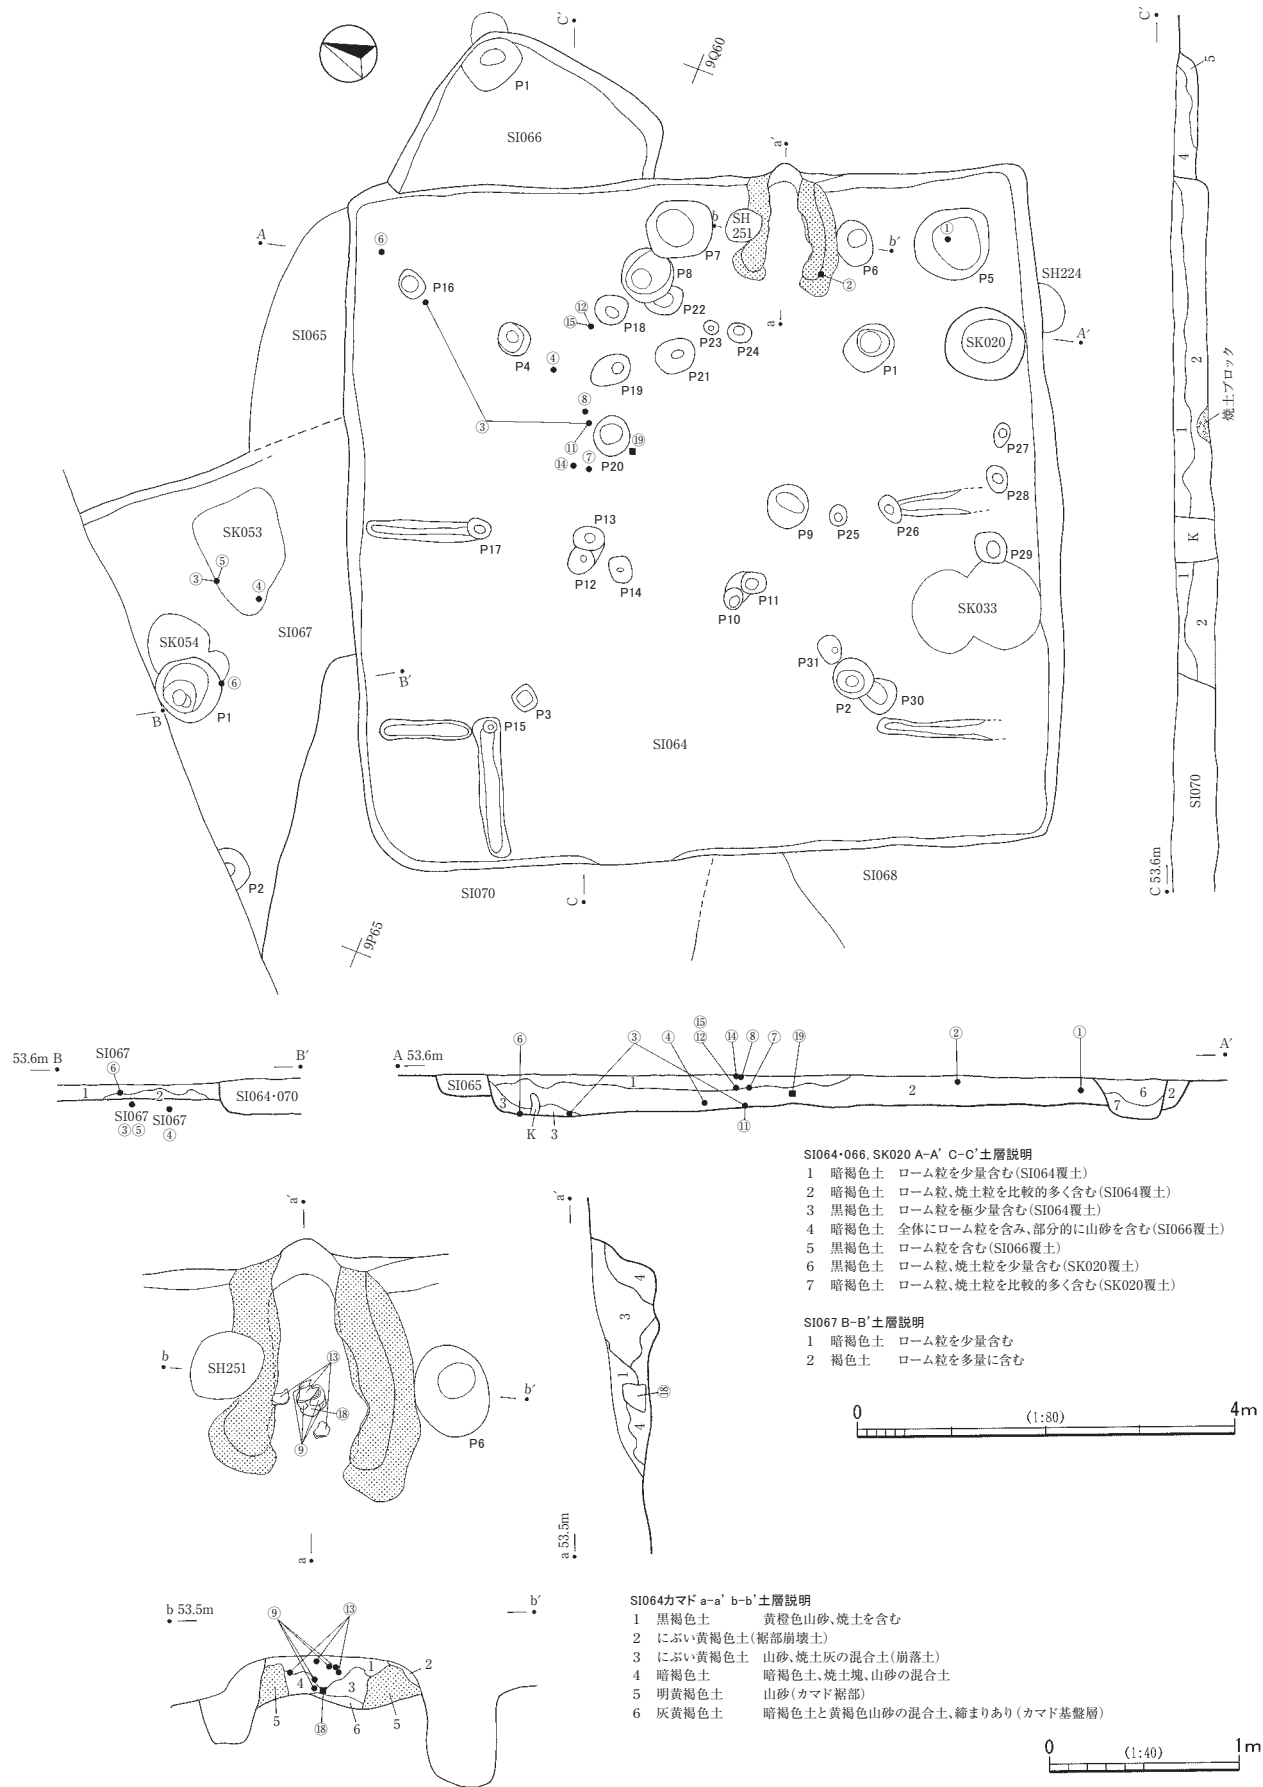 C'
C'
9Q60
P1
SI066
5
4
a'
A
⑥
b
SH
251
P7
b'
P6
①
P5
SH224
P16
P8
②
SI065
⑫
⑮
P18
P22
a
A'
P4
④
P23
P24
P1
SK020
2
P21
P19
⑧
焼土ブロック
③
⑪
⑲
P27
1
⑭
⑦
P20
P28
SK053
P9
P25
P26
K
P17
P13
⑤
P29
③
④
P12
P14
1
P11
SK033
P10
2
SK054
SI067
P31
B'
⑥
B
P1
P3
P2
P30
P15
SI064
SI070
P2
SI070
SI068
C
C 53.6m
9P65
53.6m B
SI067
⑥
B'
A 53.6m
⑥
③
④
⑮
⑫
⑭
⑧
⑦
⑲
②
①
A'
1
2
SI064・070
SI065
1
2
6
2
3
7
SI067
③⑤
SI067
④
K
3
⑪
SI064・066, SK020 A-A' C-C'土層説明
1 暗褐色土 ローム粒を少量含む(SI064覆土)
2 暗褐色土 ローム粒、焼土粒を比較的多く含む(SI064覆土)
3 黒褐色土 ローム粒を極少量含む(SI064覆土)
4 暗褐色土 全体にローム粒を含み、部分的に山砂を含む(SI066覆土)
5 黒褐色土 ローム粒を含む(SI066覆土)
6 黒褐色土 ローム粒、焼土粒を少量含む(SK020覆土)
7 暗褐色土 ローム粒、焼土粒を比較的多く含む(SK020覆土)
SI067 B-B'土層説明
1 暗褐色土 ローム粒を少量含む
2 褐色土 ローム粒を多量に含む
0 (1:80) 4m
a'
a'
4
3
b
SH251
⑬
1
⑱
⑱
b'
4
⑨
P6
a
a 53.5m
b 53.5m
⑨
⑬
b'
1
2
4
3
5
⑱
6
5
SI064カマド a-a' b-b'土層説明
1 黒褐色土 黄橙色山砂、焼土を含む
2 にぶい黄褐色土(裾部崩壊土)
3 にぶい黄褐色土 山砂、焼土灰の混合土(崩落土)
4 暗褐色土 暗褐色土、焼土塊、山砂の混合土
5 明黄褐色土 山砂(カマド裾部)
6 灰黄褐色土 暗褐色土と黄褐色山砂の混合土、締まりあり(カマド基盤層)
0 (1:40) 1m